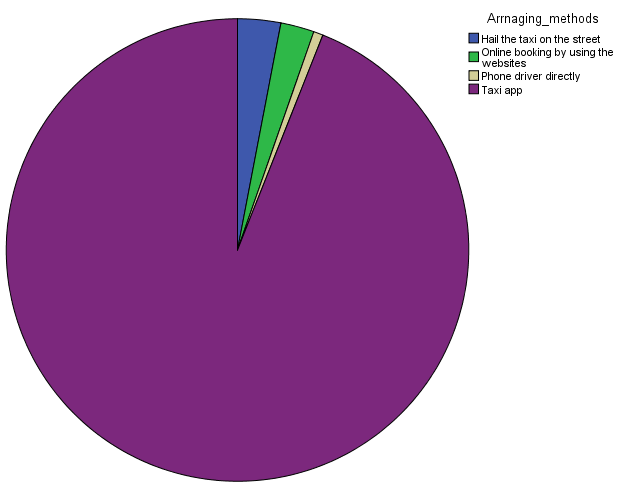 Arrnaging_methods
Hail the taxi on the street
Online booking by using the
websites
Phone driver directly
Taxi app